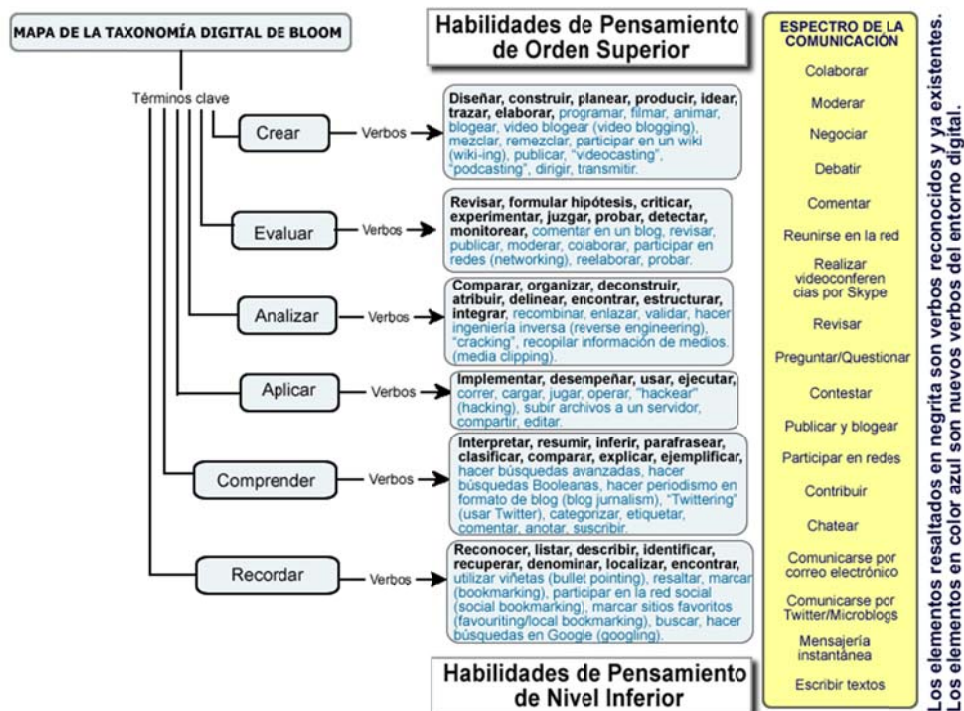 MAPA DE LA TAXONOMÍA DIGITAL DE BLOOM
Términos clave
Habilidades de Pensamiento
de Orden Superior
Crear
Verbos
Diseñar, construir, planear, producir, idear,
trazar, elaborar, programar, filmar, animar,
blogear, video blogear (video blogging),
mezclar, remezclar, participar en un wiki
(wiki-ing), publicar, “videocasting”,
“podcasting”, dirigir, transmitir.
Evaluar
Verbos
Revisar, formular hipótesis, criticar,
experimentar, juzgar, probar, detectar,
monitorear, comentar en un blog, revisar,
publicar, moderar, colaborar, participar en
redes (networking), reelaborar, probar.
Analizar
Verbos
Comparar, organizar, deconstruir,
atribuir, delinear, encontrar, estructurar,
integrar, recombinar, enlazar, validar, hacer
ingeniería inversa (reverse engineering),
“cracking”, recopilar información de medios.
(media clipping).
Aplicar
Verbos
Implementar, desempeñar, usar, ejecutar,
correr, cargar, jugar, operar, "hackear"
(hacking), subir archivos a un servidor,
compartir, editar.
Comprender
Verbos
Interpretar, resumir, inferir, parafrasear,
clasificar, comparar, explicar, ejemplificar,
hacer búsquedas avanzadas, hacer
búsquedas Booleanas, hacer periodismo en
formato de blog (blog jurnalism), “Twittering”
(usar Twitter), categorizar, etiquetar,
comentar, anotar, suscribir.
Recordar
Verbos
Reconocer, listar, describir, identificar,
recuperar, denominar, localizar, encontrar,
utilizar viñetas (bullet pointing), resaltar, marcar
(bookmarking), participar en la red social
(social bookmarking), marcar sitios favoritos
(favouriting/local bookmarking), buscar, hacer
búsquedas en Google (googling).
Habilidades de Pensamiento
de Nivel Inferior
ESPECTRO DE LA
COMUNICACIÓN
Colaborar
Moderar
Negociar
Debatir
Comentar
Reunirse en la red
Realizar
videoconferen
cias por Skype
Revisar
Preguntar/Questionar
Contestar
Publicar y blogear
Participar en redes
Contribuir
Chatear
Comunicarse por
correo electrónico
Comunicarse por
Twitter/Microblogs
Mensajería
instantánea
Escribir textos
Los elementos resaltados en negrita son verbos reconocidos y ya existentes.
Los elementos en color azul son nuevos verbos del entorno digital.